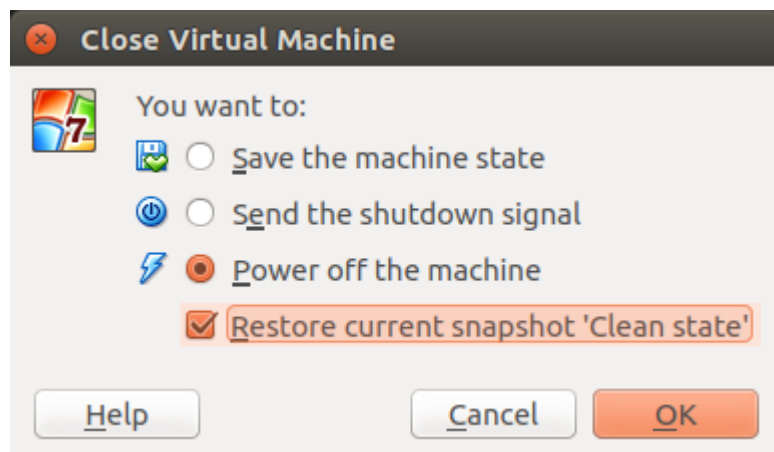 Close Virtual Machine
You want to:
Save the machine state
Send the shutdown signal
Power off the machine
Restore current snapshot 'Clean state'
Help Cancel OK